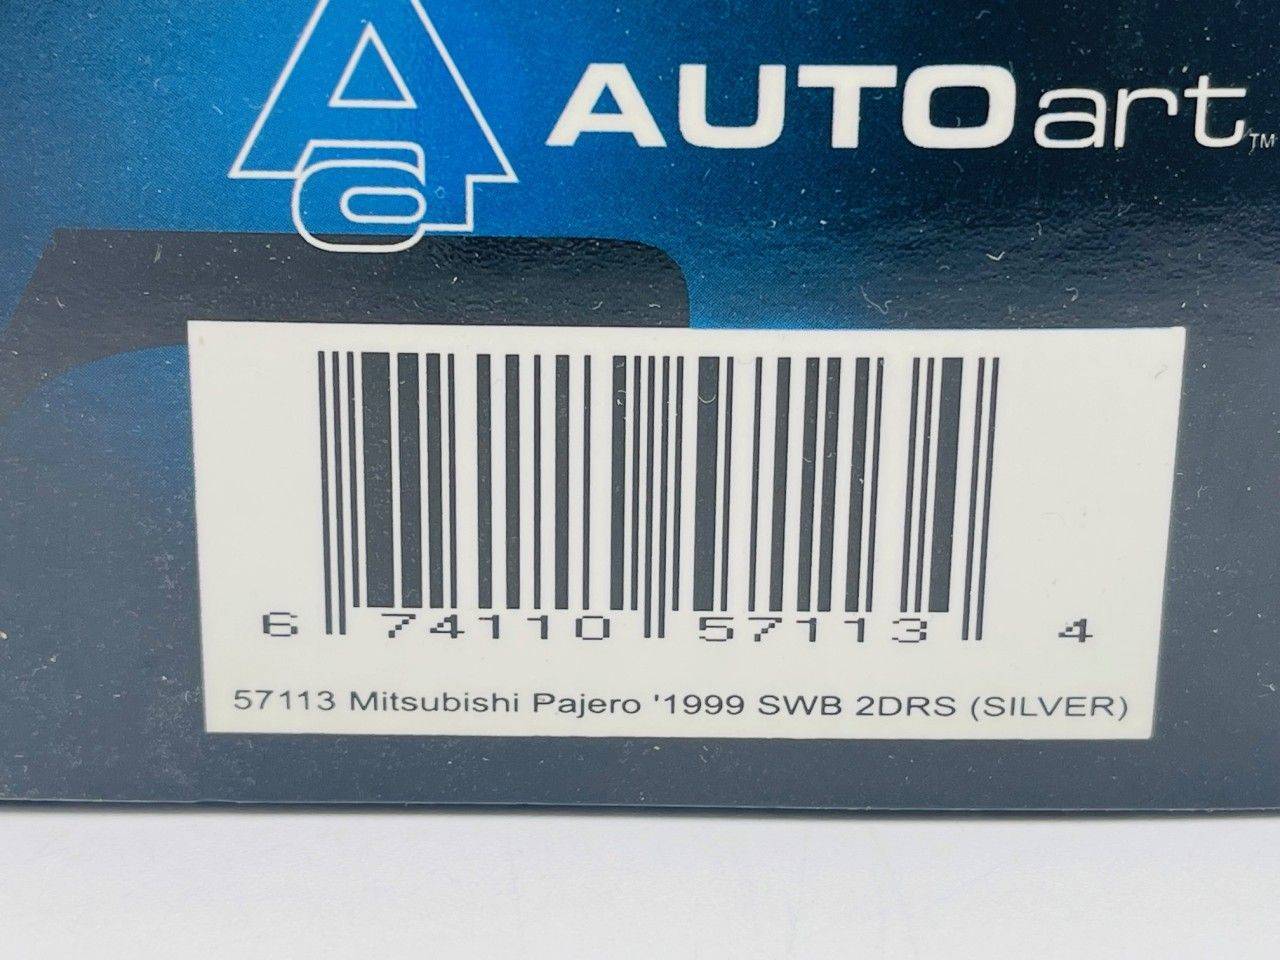 AUTOart™
6 74110 57113 4
57113 Mitsubishi Pajero '1999 SWB 2DRS (SILVER)